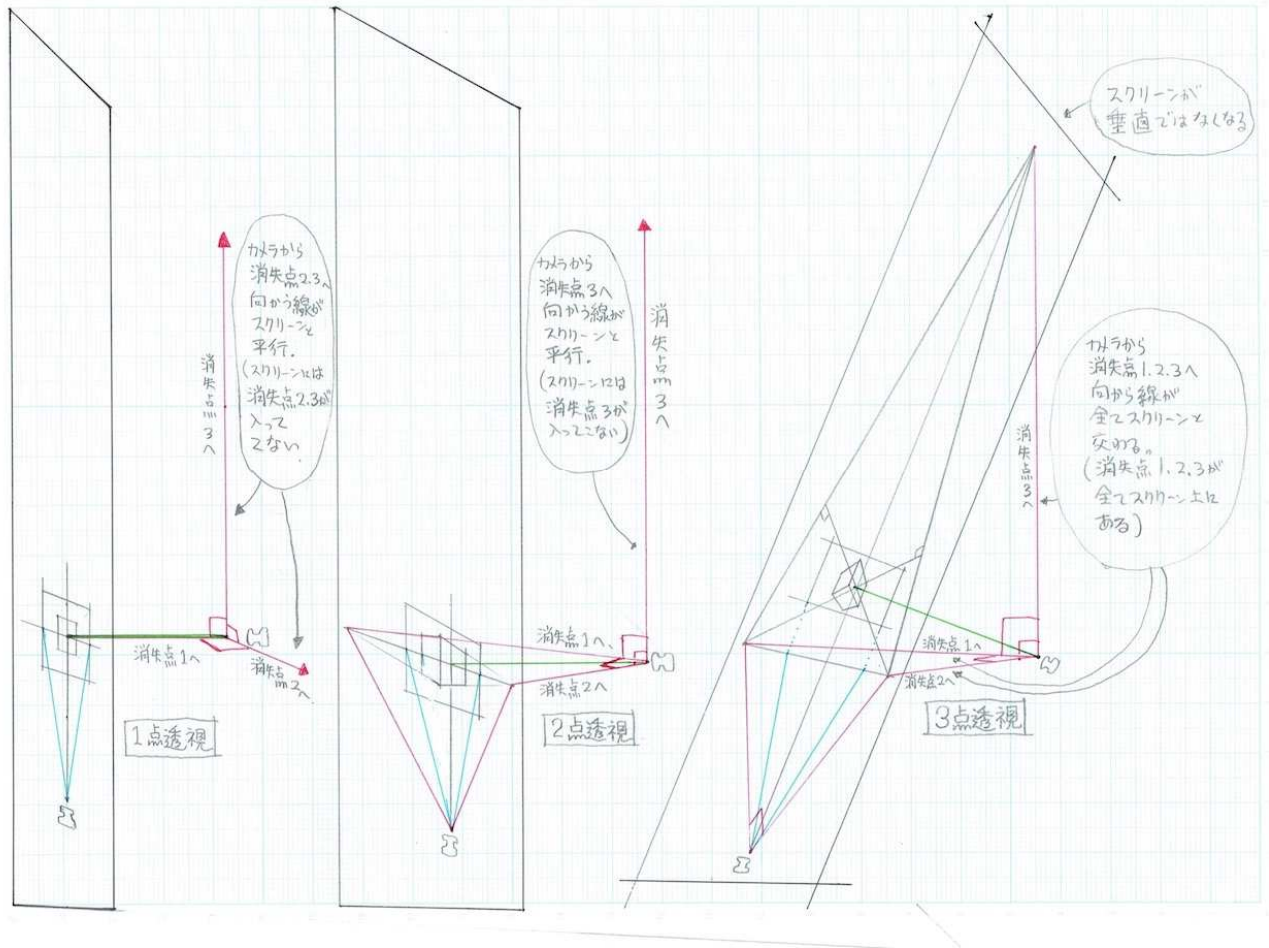 カメラから
消失点2.3へ
向かう線が
スクリーンと
平行.
(スクリーンには
消失点2.3が
入って
こない
消失点3へ
消失点1へ
消失点2へ
1点透視
カメラから
消失点3へ
向かう線が
スクリーンと
平行.
(スクリーンには
消失点3が
入ってこない)
消失点3へ
消失点1へ
消失点2へ
2点透視
スクリーンが
垂直ではなくなる
カメラから
消失点1.2.3へ
向から線が
全てスクリーンと
交わる。
(消失点1.2.3が
全てスクリーン上に
ある)
消失点3へ
消失点1へ
消失点2へ
3点透視